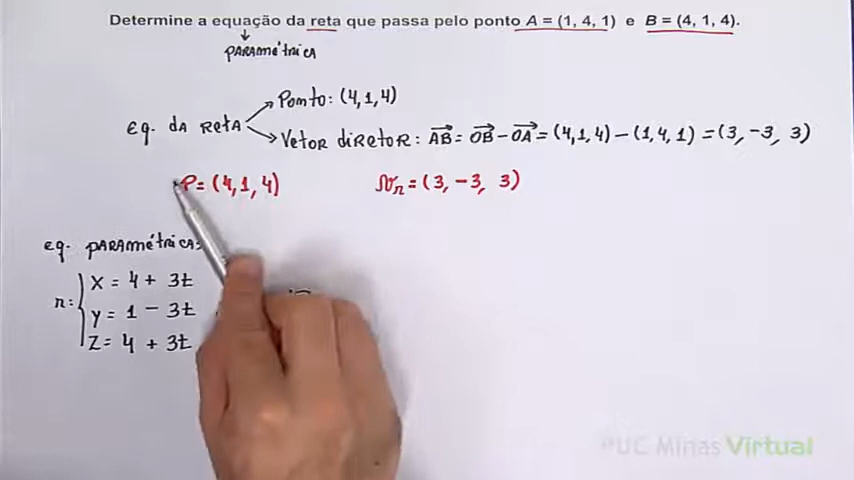 Determine a equação da reta que passa pelo ponto A = (1, 4, 1) e B = (4, 1, 4).
↓
paramétrica
Eq. da reta → Ponto: (4,1,4)
→ Vetor diretor: AB = OB - OA = (4,1,4) - (1,4,1) = (3, -3, 3)
P = (4,1,4) 𝒱r = (3, -3, 3)
eq. paramétricas
r: { x = 4 + 3t
y = 1 - 3t
z = 4 + 3t
PUC Minas Virtual